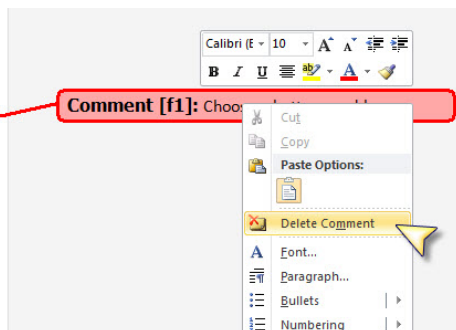 Calibri (E 10 A A
B I U ab A
Comment [f1]: Choos
Cut
Copy
Paste Options:
Delete Comment
A Font...
Paragraph...
Bullets
Numbering